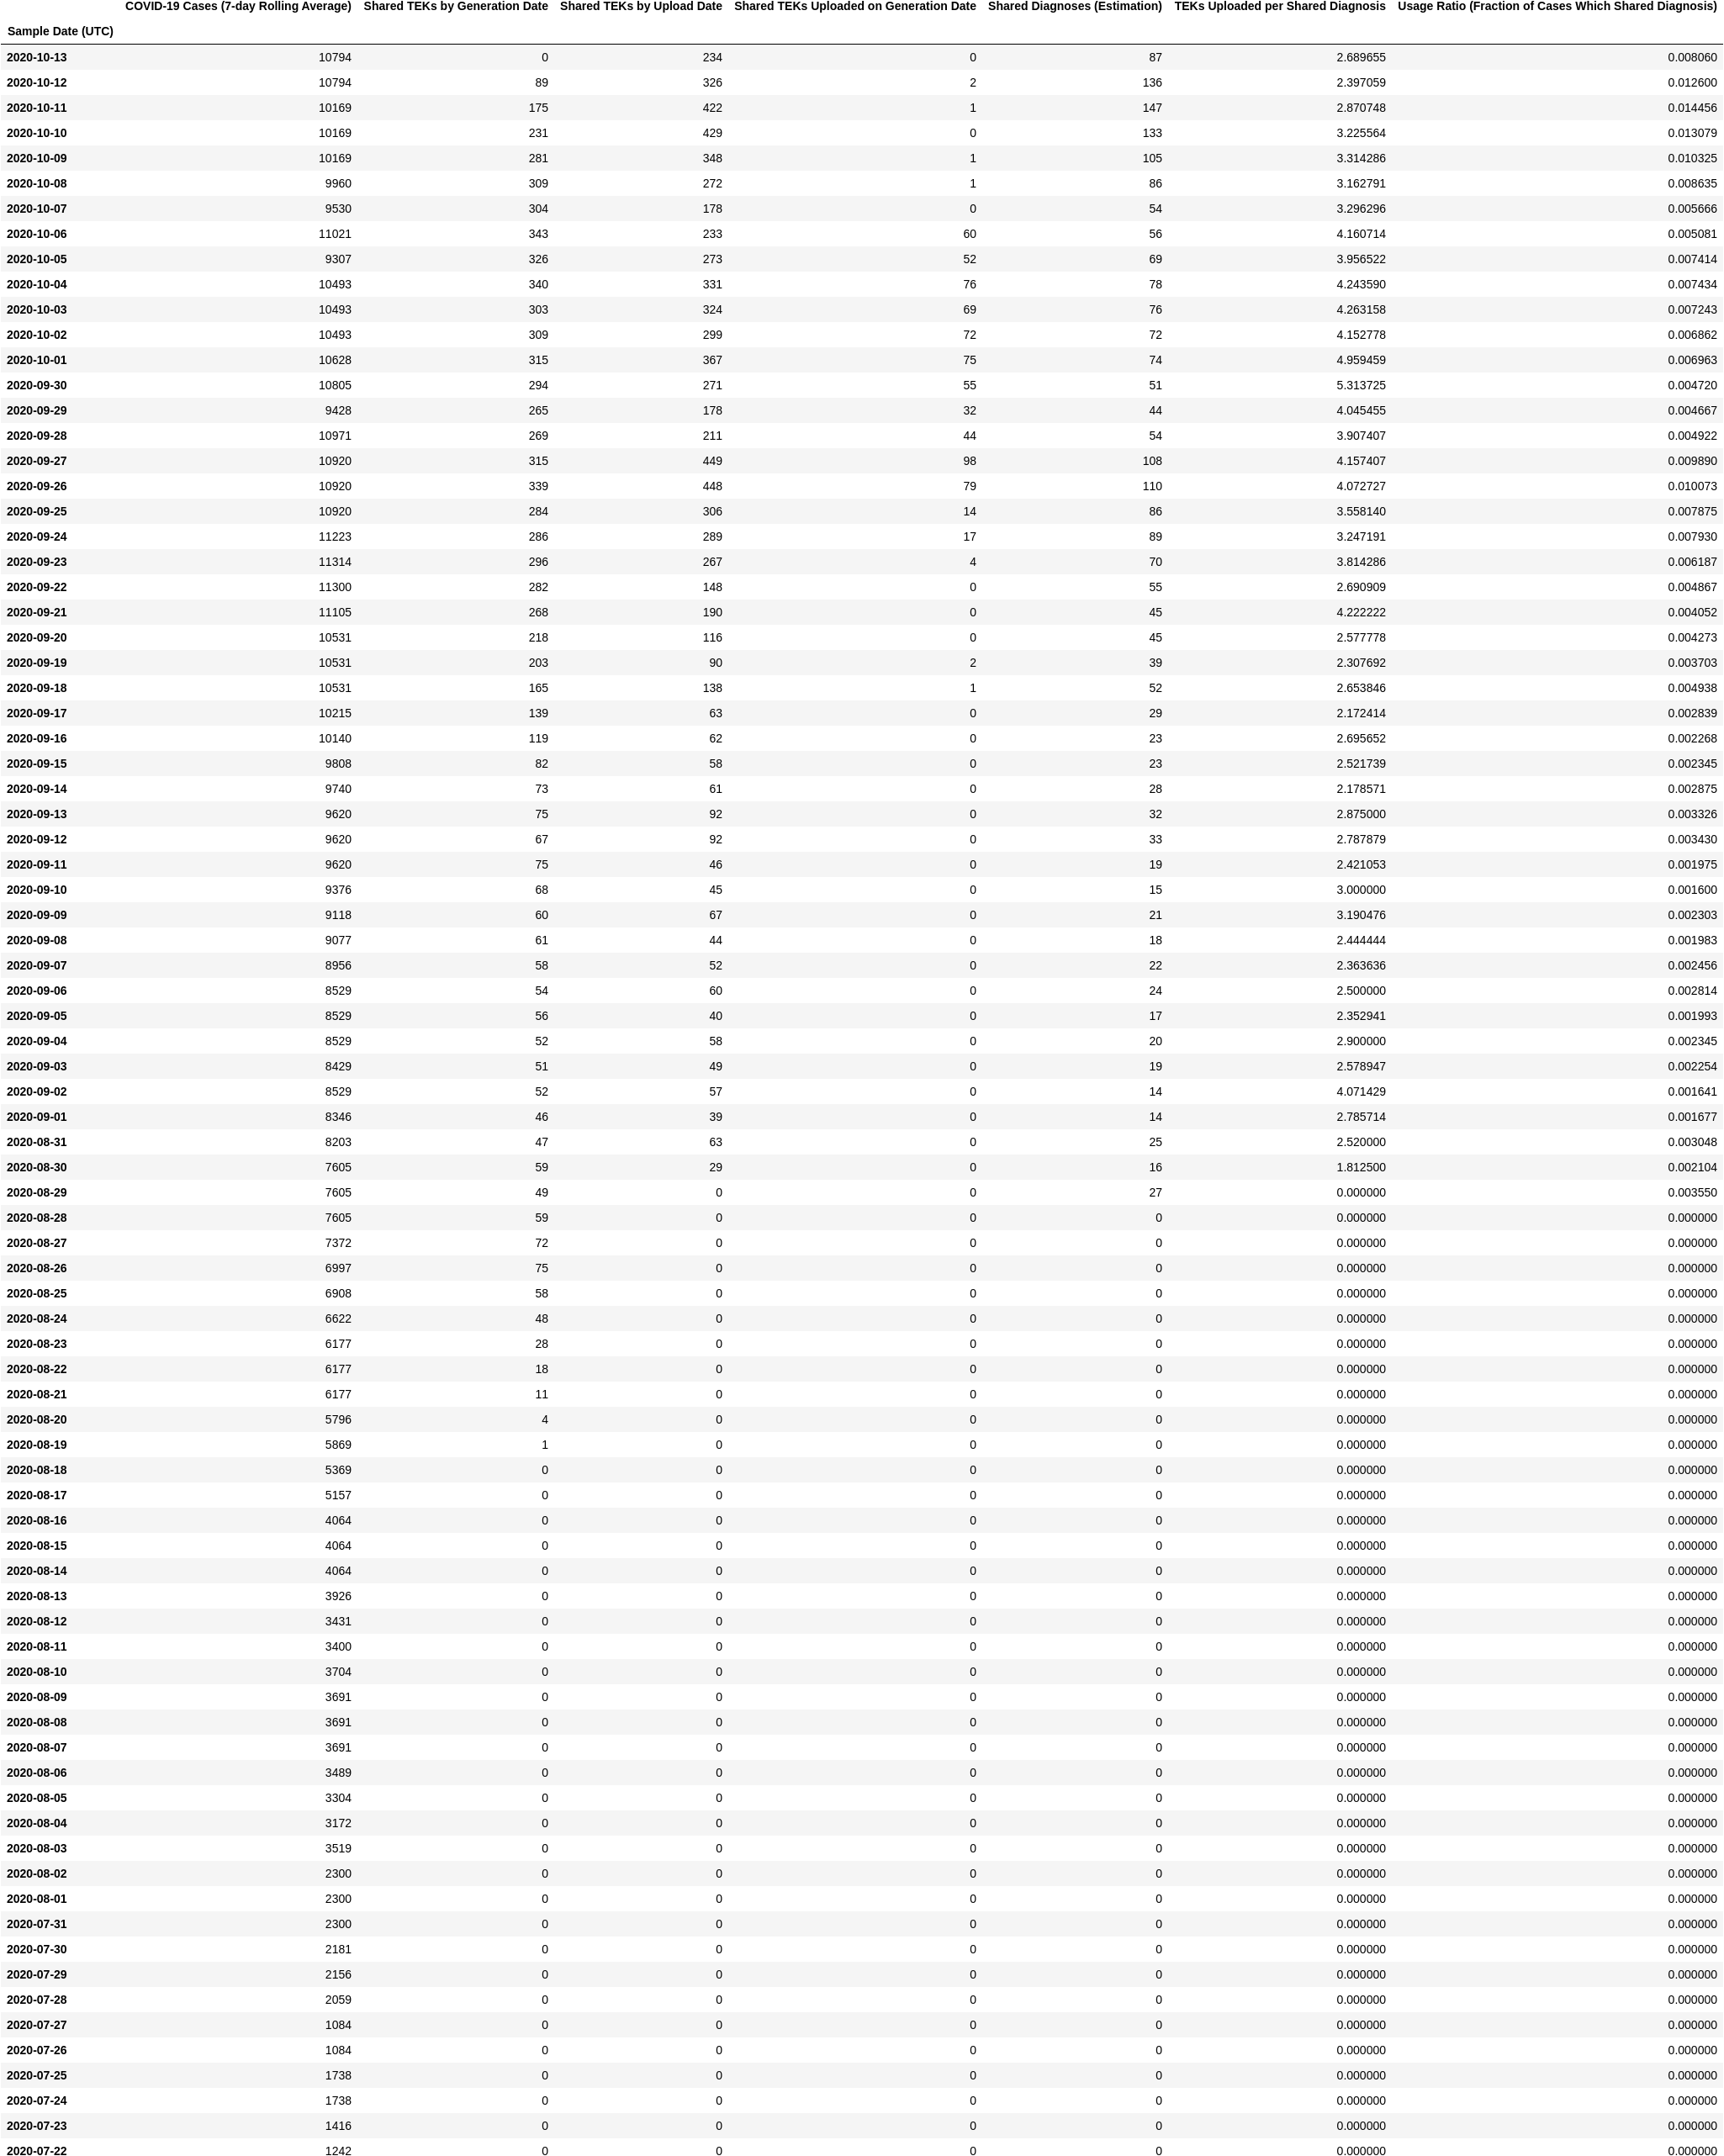 COVID-19 Cases (7-day Rolling Average) Shared TEKs by Generation Date Shared TEKs by Upload Date Shared TEKs Uploaded on Generation Date Shared Diagnoses (Estimation) TEKs Uploaded per Shared Diagnosis Usage Ratio (Fraction of Cases Which Shared Diagnosis)
Sample Date (UTC)
2020-10-13 10794 0 234 0 87 2.689655 0.008060
2020-10-12 10794 89 326 2 136 2.397059 0.012600
2020-10-11 10169 175 422 1 147 2.870748 0.014456
2020-10-10 10169 231 429 0 133 3.225564 0.013079
2020-10-09 10169 281 348 1 105 3.314286 0.010325
2020-10-08 9960 309 272 1 86 3.162791 0.008635
2020-10-07 9530 304 178 0 54 3.296296 0.005666
2020-10-06 11021 343 233 60 56 4.160714 0.005081
2020-10-05 9307 326 273 52 69 3.956522 0.007414
2020-10-04 10493 340 331 76 78 4.243590 0.007434
2020-10-03 10493 303 324 69 76 4.263158 0.007243
2020-10-02 10493 309 299 72 72 4.152778 0.006862
2020-10-01 10628 315 367 75 74 4.959459 0.006963
2020-09-30 10805 294 271 55 51 5.313725 0.004720
2020-09-29 9428 265 178 32 44 4.045455 0.004667
2020-09-28 10971 269 211 44 54 3.907407 0.004922
2020-09-27 10920 315 449 98 108 4.157407 0.009890
2020-09-26 10920 339 448 79 110 4.072727 0.010073
2020-09-25 10920 284 306 14 86 3.558140 0.007875
2020-09-24 11223 286 289 17 89 3.247191 0.007930
2020-09-23 11314 296 267 4 70 3.814286 0.006187
2020-09-22 11300 282 148 0 55 2.690909 0.004867
2020-09-21 11105 268 190 0 45 4.222222 0.004052
2020-09-20 10531 218 116 0 45 2.577778 0.004273
2020-09-19 10531 203 90 2 39 2.307692 0.003703
2020-09-18 10531 165 138 1 52 2.653846 0.004938
2020-09-17 10215 139 63 0 29 2.172414 0.002839
2020-09-16 10140 119 62 0 23 2.695652 0.002268
2020-09-15 9808 82 58 0 23 2.521739 0.002345
2020-09-14 9740 73 61 0 28 2.178571 0.002875
2020-09-13 9620 75 92 0 32 2.875000 0.003326
2020-09-12 9620 67 92 0 33 2.787879 0.003430
2020-09-11 9620 75 46 0 19 2.421053 0.001975
2020-09-10 9376 68 45 0 15 3.000000 0.001600
2020-09-09 9118 60 67 0 21 3.190476 0.002303
2020-09-08 9077 61 44 0 18 2.444444 0.001983
2020-09-07 8956 58 52 0 22 2.363636 0.002456
2020-09-06 8529 54 60 0 24 2.500000 0.002814
2020-09-05 8529 56 40 0 17 2.352941 0.001993
2020-09-04 8529 52 58 0 20 2.900000 0.002345
2020-09-03 8429 51 49 0 19 2.578947 0.002254
2020-09-02 8529 52 57 0 14 4.071429 0.001641
2020-09-01 8346 46 39 0 14 2.785714 0.001677
2020-08-31 8203 47 63 0 25 2.520000 0.003048
2020-08-30 7605 59 29 0 16 1.812500 0.002104
2020-08-29 7605 49 0 0 27 0.000000 0.003550
2020-08-28 7605 59 0 0 0 0.000000 0.000000
2020-08-27 7372 72 0 0 0 0.000000 0.000000
2020-08-26 6997 75 0 0 0 0.000000 0.000000
2020-08-25 6908 58 0 0 0 0.000000 0.000000
2020-08-24 6622 48 0 0 0 0.000000 0.000000
2020-08-23 6177 28 0 0 0 0.000000 0.000000
2020-08-22 6177 18 0 0 0 0.000000 0.000000
2020-08-21 6177 11 0 0 0 0.000000 0.000000
2020-08-20 5796 4 0 0 0 0.000000 0.000000
2020-08-19 5869 1 0 0 0 0.000000 0.000000
2020-08-18 5369 0 0 0 0 0.000000 0.000000
2020-08-17 5157 0 0 0 0 0.000000 0.000000
2020-08-16 4064 0 0 0 0 0.000000 0.000000
2020-08-15 4064 0 0 0 0 0.000000 0.000000
2020-08-14 4064 0 0 0 0 0.000000 0.000000
2020-08-13 3926 0 0 0 0 0.000000 0.000000
2020-08-12 3431 0 0 0 0 0.000000 0.000000
2020-08-11 3400 0 0 0 0 0.000000 0.000000
2020-08-10 3704 0 0 0 0 0.000000 0.000000
2020-08-09 3691 0 0 0 0 0.000000 0.000000
2020-08-08 3691 0 0 0 0 0.000000 0.000000
2020-08-07 3691 0 0 0 0 0.000000 0.000000
2020-08-06 3489 0 0 0 0 0.000000 0.000000
2020-08-05 3304 0 0 0 0 0.000000 0.000000
2020-08-04 3172 0 0 0 0 0.000000 0.000000
2020-08-03 3519 0 0 0 0 0.000000 0.000000
2020-08-02 2300 0 0 0 0 0.000000 0.000000
2020-08-01 2300 0 0 0 0 0.000000 0.000000
2020-07-31 2300 0 0 0 0 0.000000 0.000000
2020-07-30 2181 0 0 0 0 0.000000 0.000000
2020-07-29 2156 0 0 0 0 0.000000 0.000000
2020-07-28 2059 0 0 0 0 0.000000 0.000000
2020-07-27 1084 0 0 0 0 0.000000 0.000000
2020-07-26 1084 0 0 0 0 0.000000 0.000000
2020-07-25 1738 0 0 0 0 0.000000 0.000000
2020-07-24 1738 0 0 0 0 0.000000 0.000000
2020-07-23 1416 0 0 0 0 0.000000 0.000000
2020-07-22 1242 0 0 0 0 0.000000 0.000000